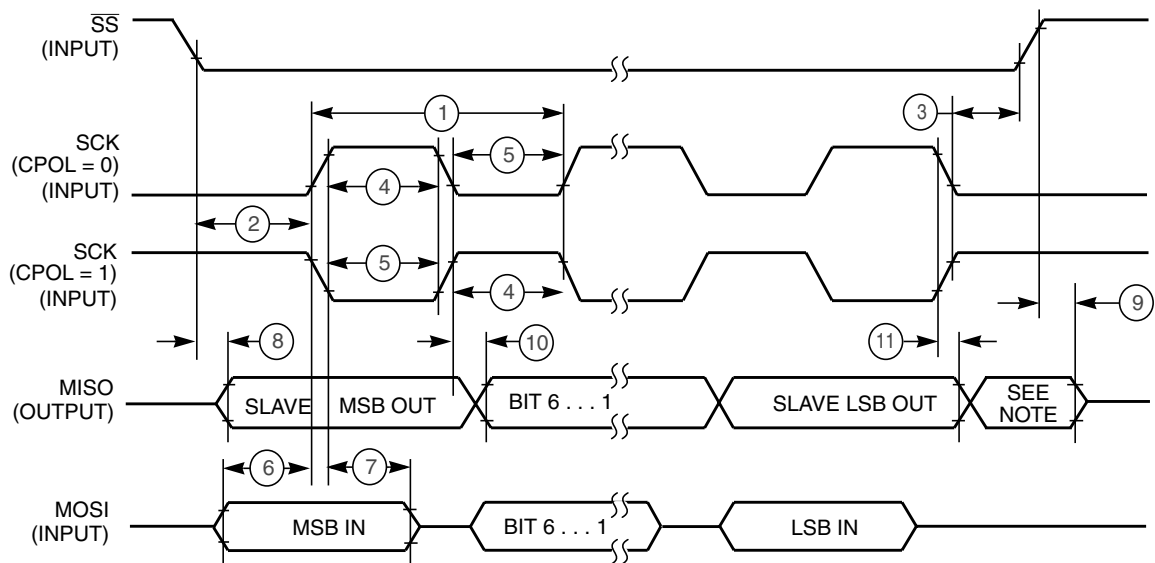 SS
(INPUT)
1
3
SCK
(CPOL = 0)
(INPUT)
5
4
2
SCK
(CPOL = 1)
(INPUT)
5
4
9
8
10
11
MISO
(OUTPUT)
SLAVE MSB OUT
BIT 6 . . . 1
SLAVE LSB OUT
SEE
NOTE
6
7
MOSI
(INPUT)
MSB IN
BIT 6 . . . 1
LSB IN